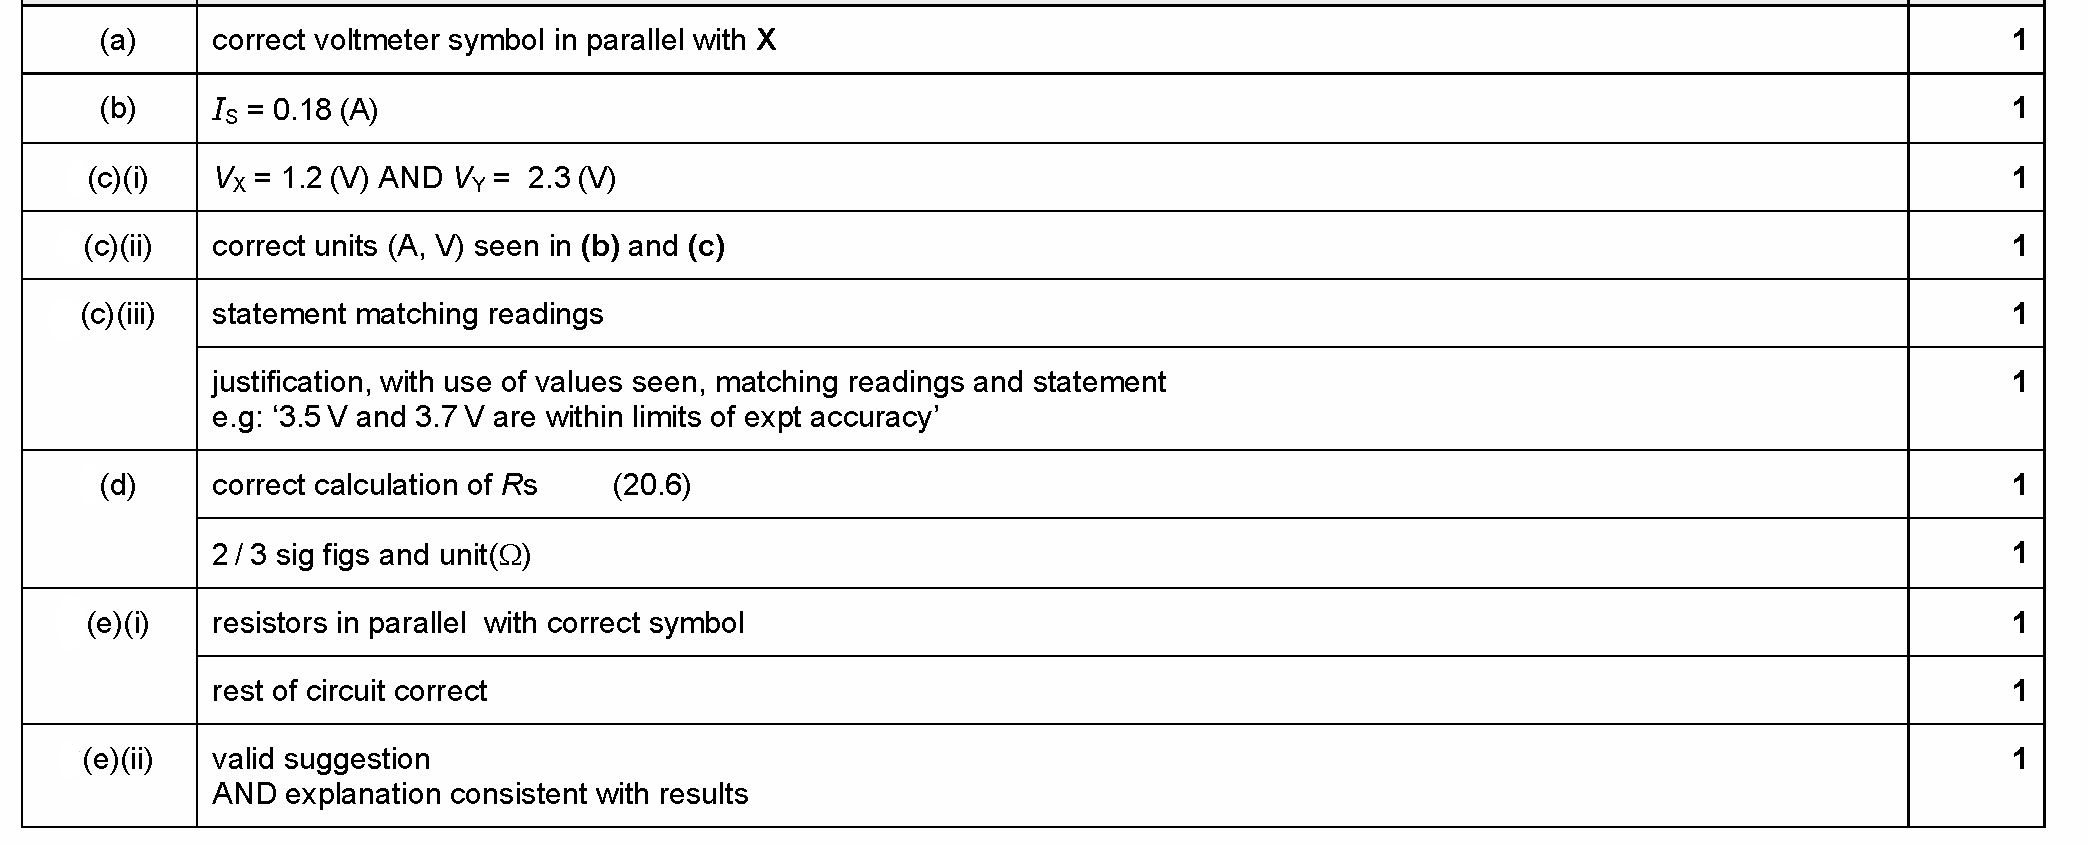 (a) correct voltmeter symbol in parallel with X 1
(b) IS = 0.18 (A) 1
(c)(i) VX = 1.2 (V) AND VY = 2.3 (V) 1
(c)(ii) correct units (A, V) seen in (b) and (c) 1
(c)(iii) statement matching readings 1
justification, with use of values seen, matching readings and statement 1
e.g: ‘3.5 V and 3.7 V are within limits of expt accuracy’
(d) correct calculation of Rs (20.6) 1
2 / 3 sig figs and unit(Ω) 1
(e)(i) resistors in parallel with correct symbol 1
rest of circuit correct 1
(e)(ii) valid suggestion 1
AND explanation consistent with results